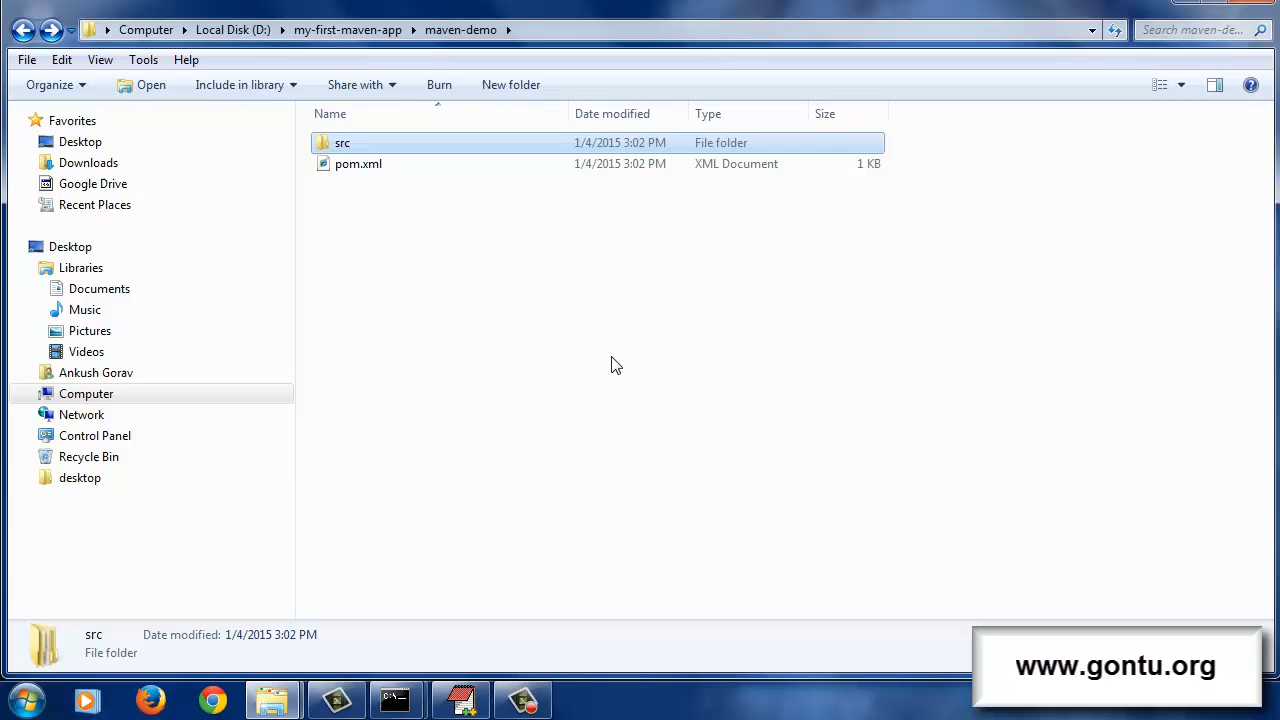 Computer Local Disk (D:) my-first-maven-app maven-demo Search maven-de...
File Edit View Tools Help
Organize Open Include in library Share with Burn New folder
Name Date modified Type Size
Favorites
Desktop
Downloads
Google Drive
Recent Places
Desktop
Libraries
Documents
Music
Pictures
Videos
Ankush Gorav
Computer
Network
Control Panel
Recycle Bin
desktop
src 1/4/2015 3:02 PM File folder
pom.xml 1/4/2015 3:02 PM XML Document 1 KB
src Date modified: 1/4/2015 3:02 PM
File folder
www.gontu.org
C:\